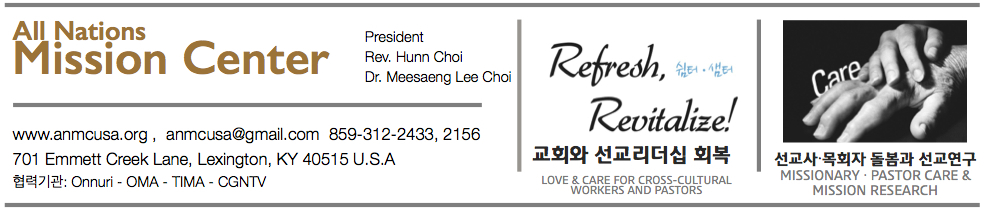 All Nations
Mission Center
President
Rev. Hunn Choi
Dr. Meesaeng Lee Choi
www.anmcusa.org , anmcusa@gmail.com 859-312-2433, 2156
701 Emmett Creek Lane, Lexington, KY 40515 U.S.A
협력기관: Onnuri - OMA - TIMA - CGNTV
Refresh, 쉼터·샘터
Revitalize!
교회와 선교리더십 회복
LOVE & CARE FOR CROSS-CULTURAL
WORKERS AND PASTORS
Care
선교사·목회자 돌봄과 선교연구
MISSIONARY · PASTOR CARE &
MISSION RESEARCH